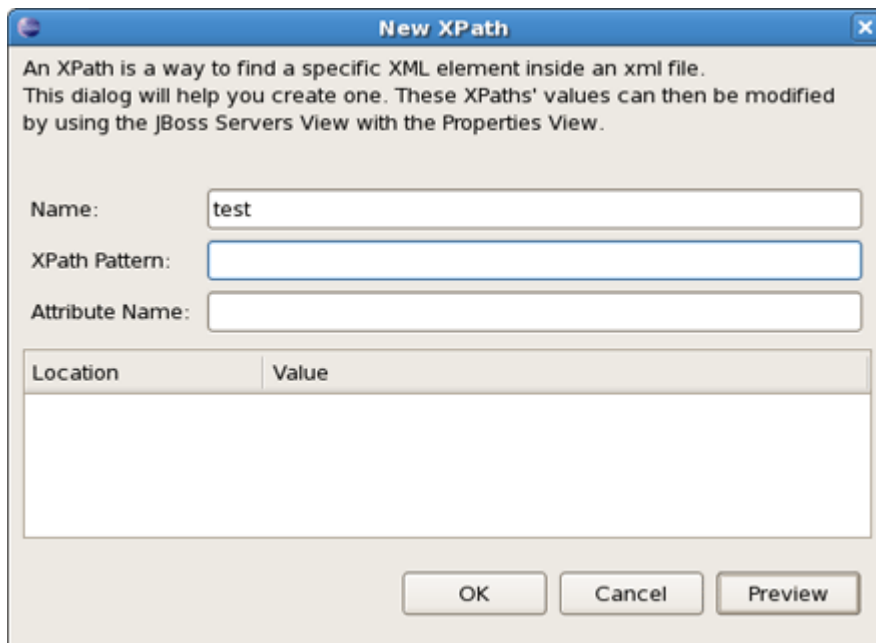 New XPath
An XPath is a way to find a specific XML element inside an xml file.
This dialog will help you create one. These XPaths' values can then be modified
by using the JBoss Servers View with the Properties View.
Name: test
XPath Pattern:
Attribute Name:
Location Value
OK Cancel Preview